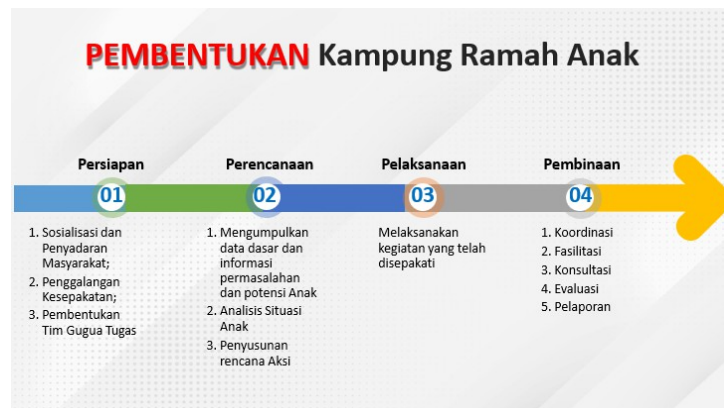 PEMBENTUKAN Kampung Ramah Anak
Persiapan
01
1. Sosialisasi dan
Penyadaran
Masyarakat;
2. Penggalangan
Kesepakatan;
3. Pembentukan
Tim Gugua Tugas
Perencanaan
02
1. Mengumpulkan
data dasar dan
informasi
permasalahan
dan potensi Anak
2. Analisis Situasi
Anak
3. Penyusunan
rencana Aksi
Pelaksanaan
03
Melaksanakan
kegiatan yang telah
disepakati
Pembinaan
04
1. Koordinasi
2. Fasilitasi
3. Konsultasi
4. Evaluasi
5. Pelaporan